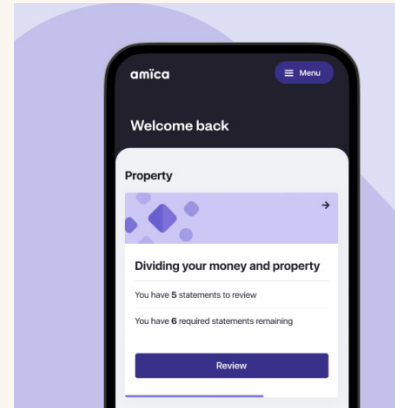 amïca
Menu
Welcome back
Property
Dividing your money and property
You have 5 statements to review
You have 6 required statements remaining
Review